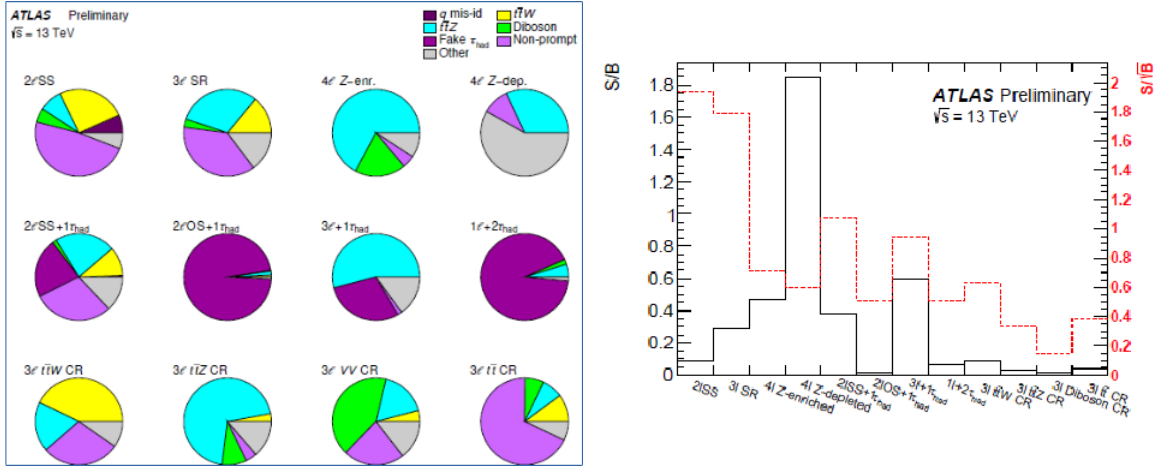 ATLAS Preliminary
√s = 13 TeV
q mis-id
tt̄W
tt̄Z
Diboson
Fake τhad
Non-prompt
Other
2ℓSS
3ℓ SR
4ℓ Z-enr.
4ℓ Z-dep.
2ℓSS+1τhad
2ℓOS+1τhad
3ℓ+1τhad
1ℓ+2τhad
3ℓ tt̄W CR
3ℓ tt̄Z CR
3ℓ VV CR
3ℓ tt̄ CR
S/B
S/√B
ATLAS Preliminary
√s = 13 TeV
1.8
1.6
1.4
1.2
1
0.8
0.6
0.4
0.2
0
2
1.8
1.6
1.4
1.2
1
0.8
0.6
0.4
0.2
0
2lSS
3l SR
4l Z-enriched
4l Z-depleted
2lSS+1τhad
2lOS+1τhad
3l+1τhad
1l+2τhad
3l tt̄W CR
3l tt̄Z CR
3l Diboson CR
3l tt̄ CR